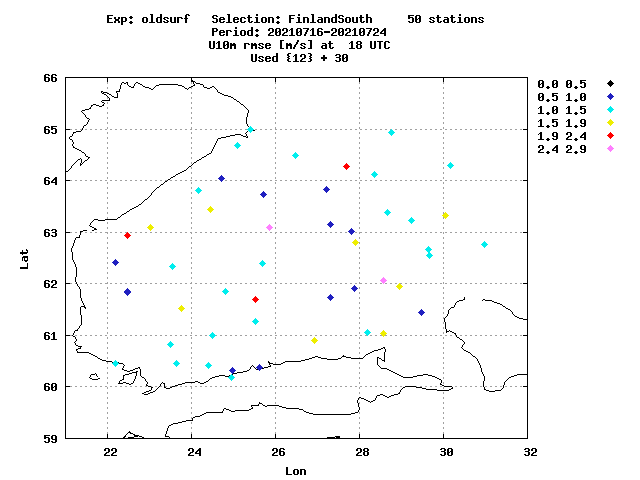 Exp: oldsurf   Selection: FinlandSouth     50 stations
Period: 20210716-20210724
U10m rmse [m/s] at  18 UTC
Used {12} + 30
66
65
64
63
62
61
60
59
22 24 26 28 30 32
Lat
Lon
0.0 0.5
0.5 1.0
1.0 1.5
1.5 1.9
1.9 2.4
2.4 2.9